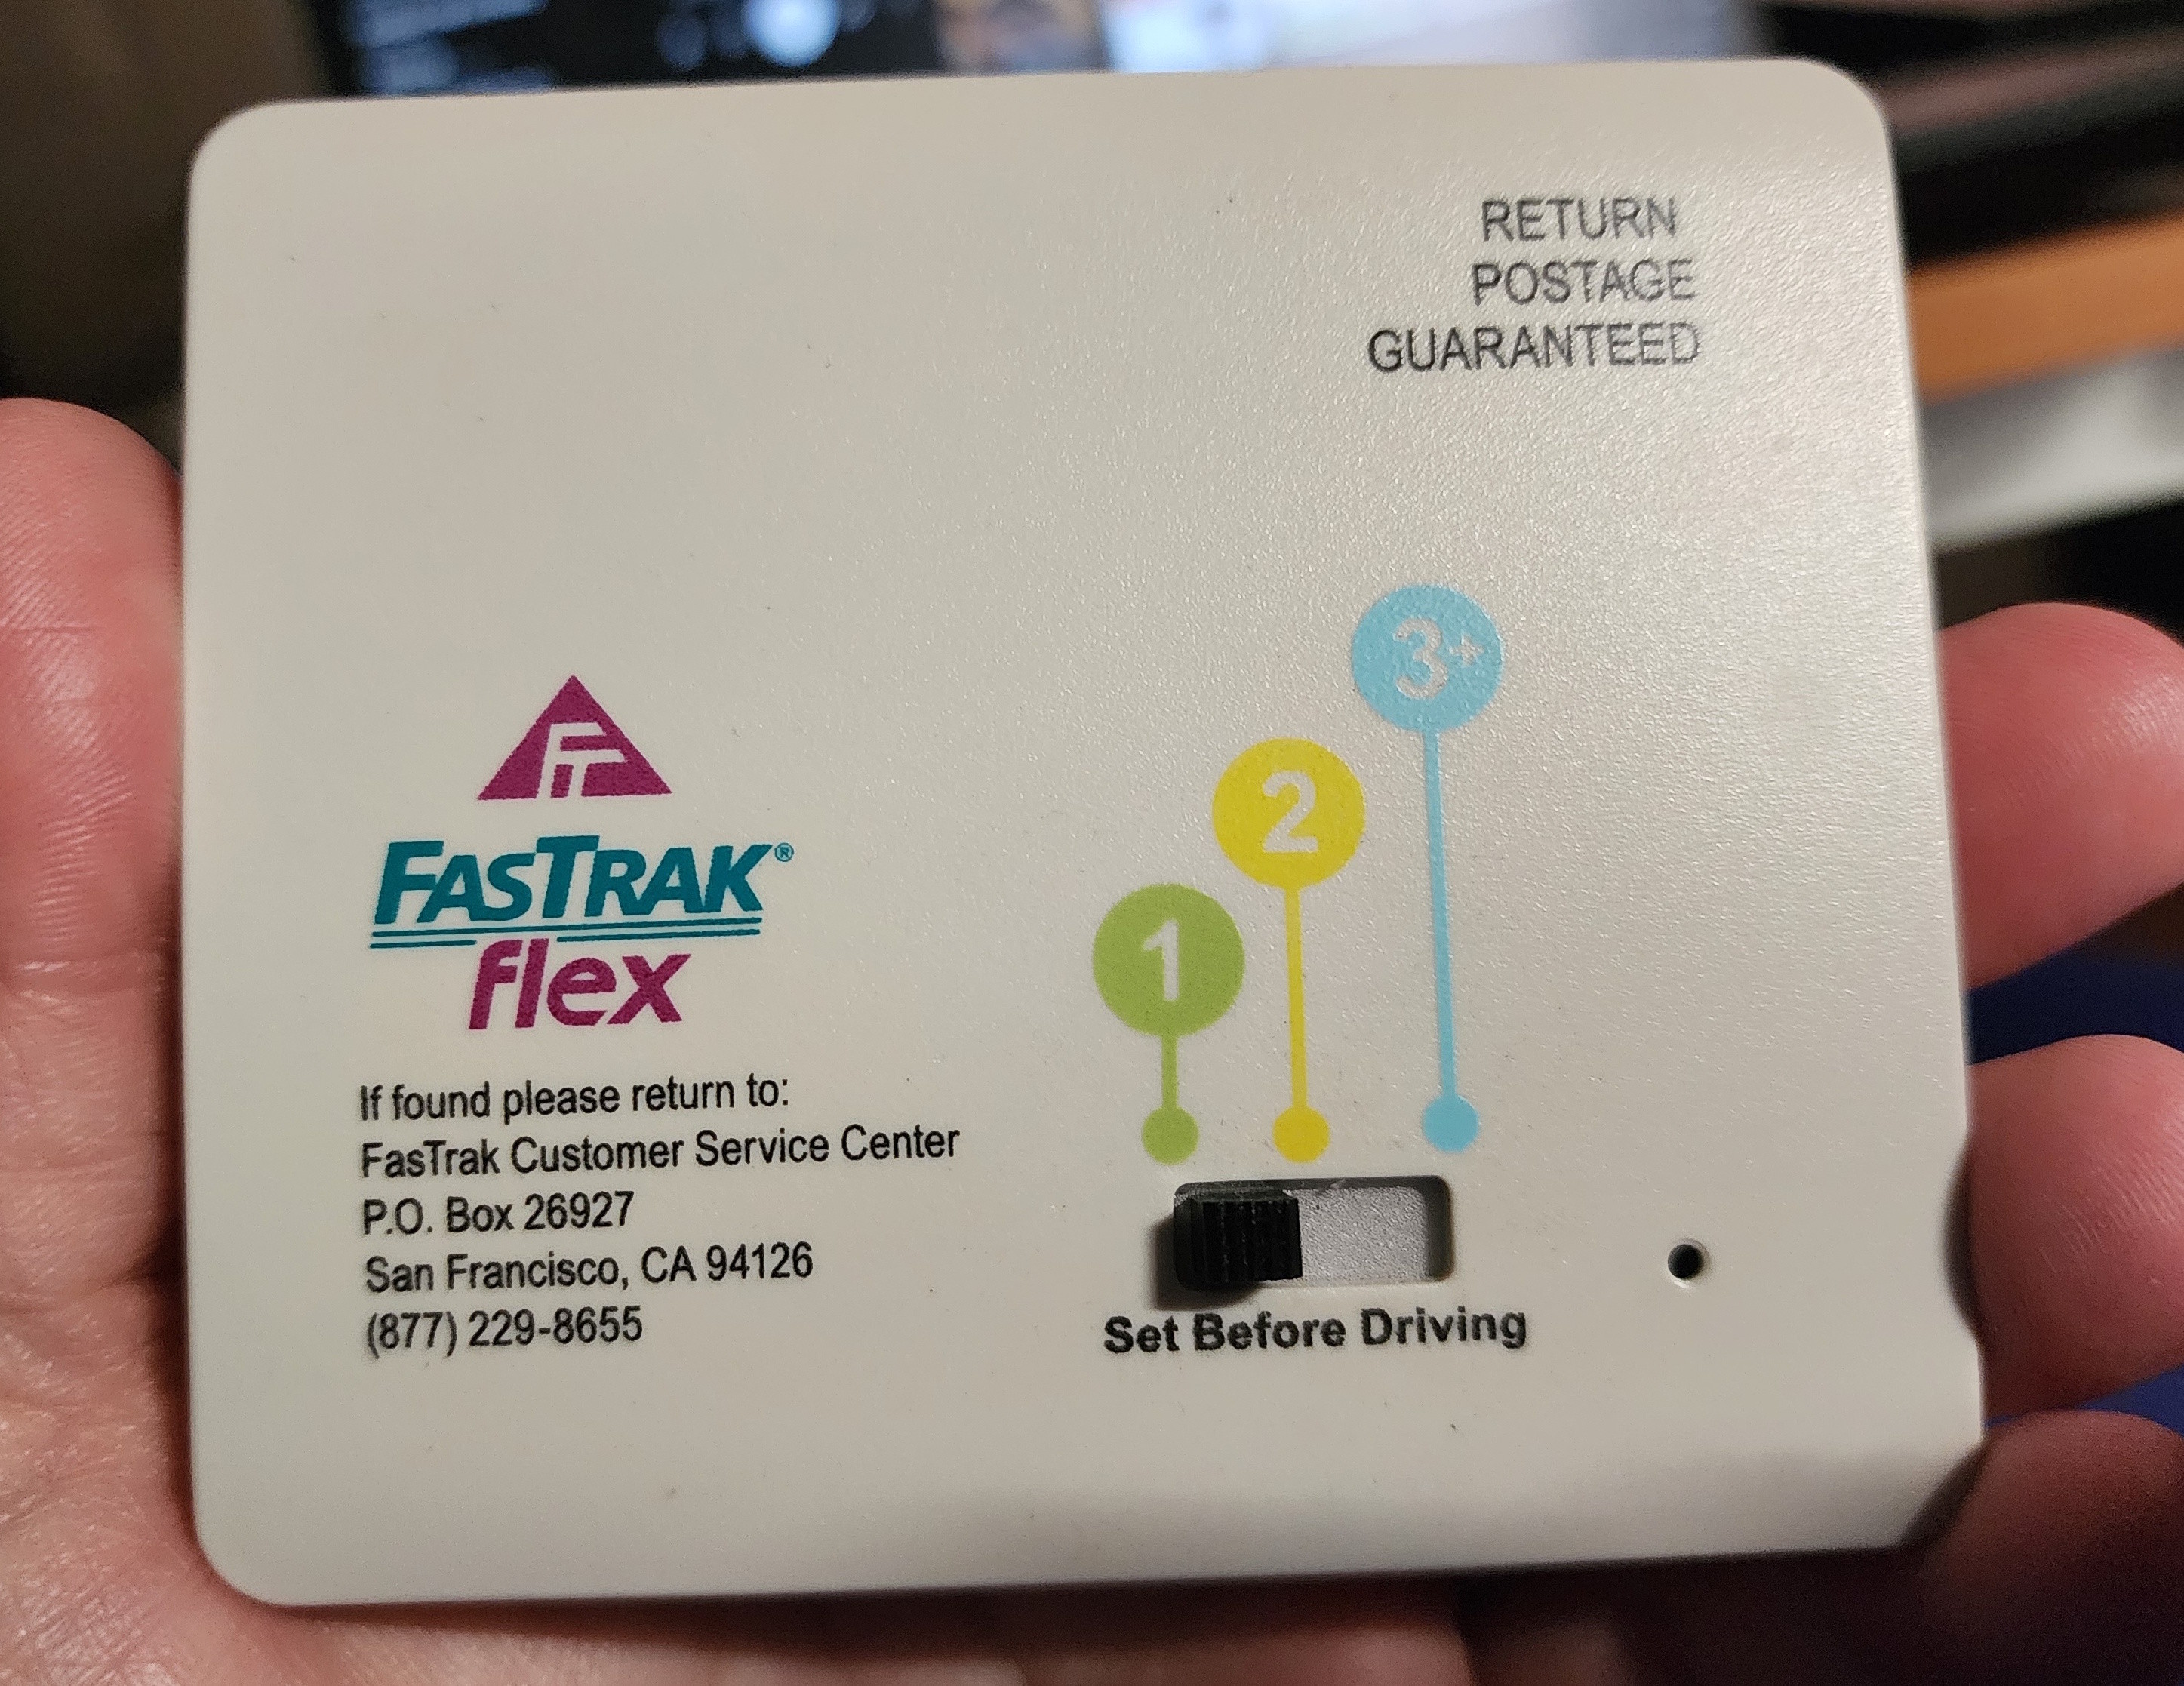 RETURN
POSTAGE
GUARANTEED
FT
FASTRAK®
flex
If found please return to:
FasTrak Customer Service Center
P.O. Box 26927
San Francisco, CA 94126
(877) 229-8655
3+
2
1
Set Before Driving